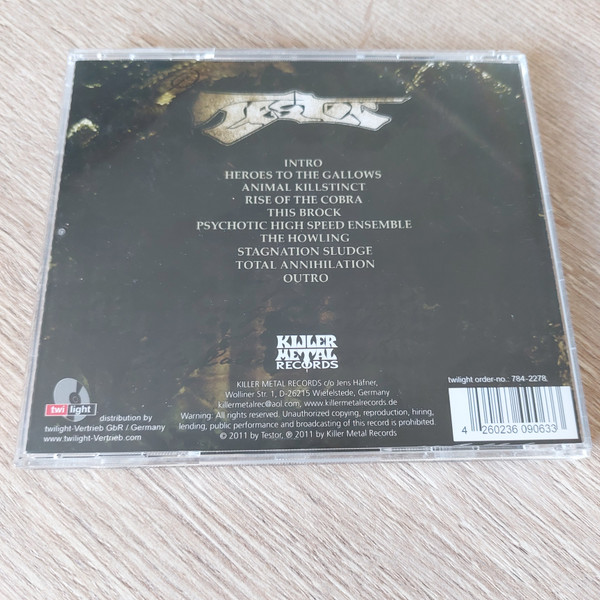 TESTOR
INTRO
HEROES TO THE GALLOWS
ANIMAL KILLSTINCT
RISE OF THE COBRA
THIS BROCK
PSYCHOTIC HIGH SPEED ENSEMBLE
THE HOWLING
STAGNATION SLUDGE
TOTAL ANNIHILATION
OUTRO
KILLER
METAL
RECORDS
KILLER METAL RECORDS c/o Jens Häfner,
Wolliner Str. 1, D-26215 Wiefelstede, Germany
killermetalrec@aol.com, www.killermetalrecords.de
Warning: All rights reserved. Unauthorized copying, reproduction, hiring,
lending, public performance and broadcasting of this record is prohibited.
© 2011 by Testor, ® 2011 by Killer Metal Records
twi light
distribution by
twilight-Vertrieb GbR / Germany
www.twilight-Vertrieb.com
twilight order-no.: 784-2278
4 260236 090633